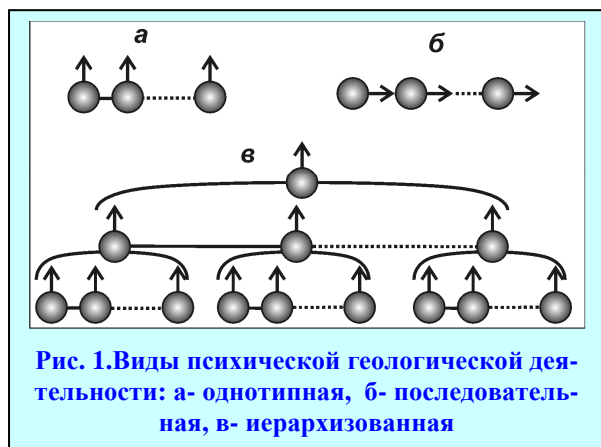 а
б
в
Рис. 1.Виды психической геологической дея-
тельности: а- однотипная, б- последователь-
ная, в- иерархизованная